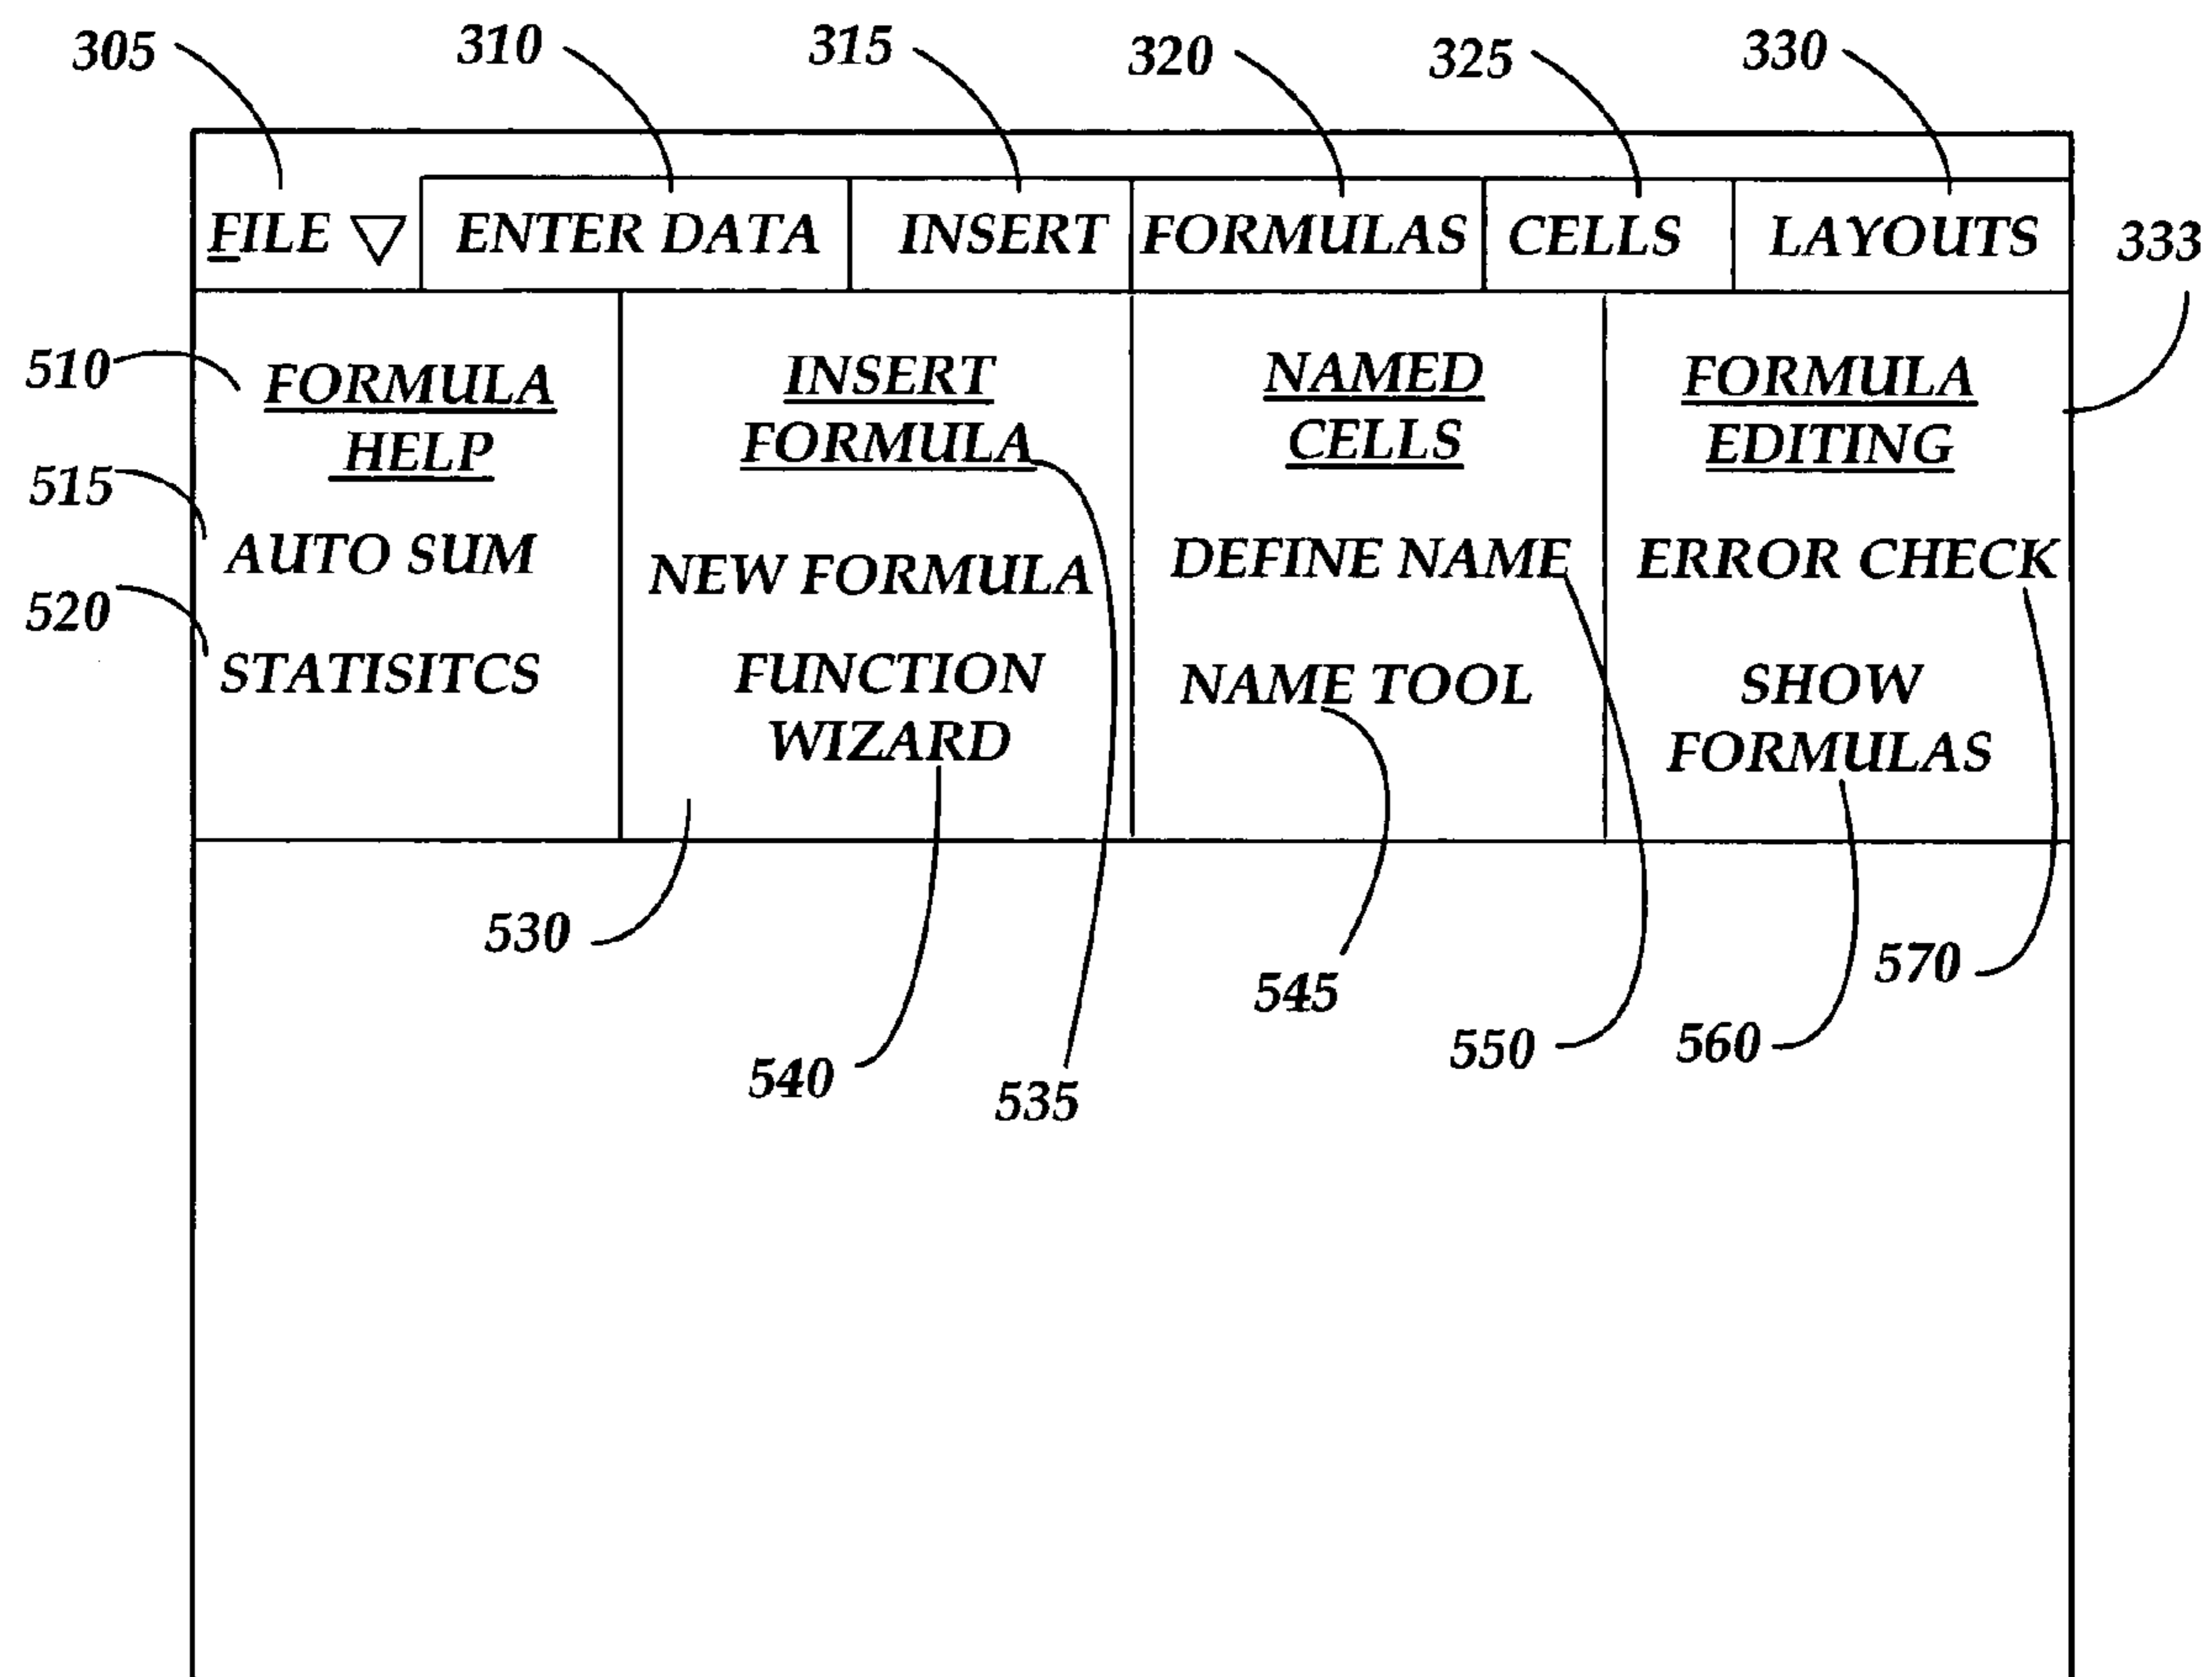 305 310 315 320 325 330
FILE ENTER DATA INSERT FORMULAS CELLS LAYOUTS
333
510
FORMULA
HELP
515
AUTO SUM
520
STATISITCS
INSERT
FORMULA
NEW FORMULA
FUNCTION
WIZARD
NAMED
CELLS
DEFINE NAME
NAME TOOL
FORMULA
EDITING
ERROR CHECK
SHOW
FORMULAS
530
540
535
545
550
560
570